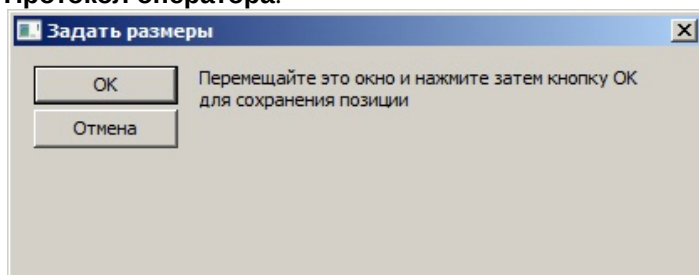 Протокол оператора.
Задать размеры
OK
Перемещайте это окно и нажмите затем кнопку OK
для сохранения позиции
Отмена